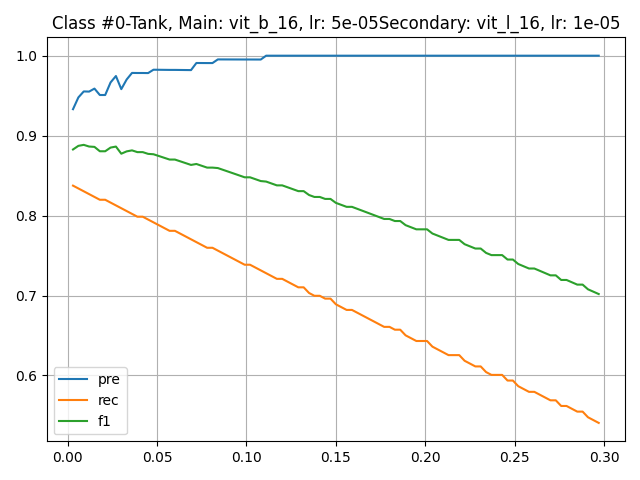 Class #0-Tank, Main: vit_b_16, lr: 5e-05Secondary: vit_l_16, lr: 1e-05
1.0
0.9
0.8
0.7
0.6
pre
rec
f1
0.00 0.05 0.10 0.15 0.20 0.25 0.30